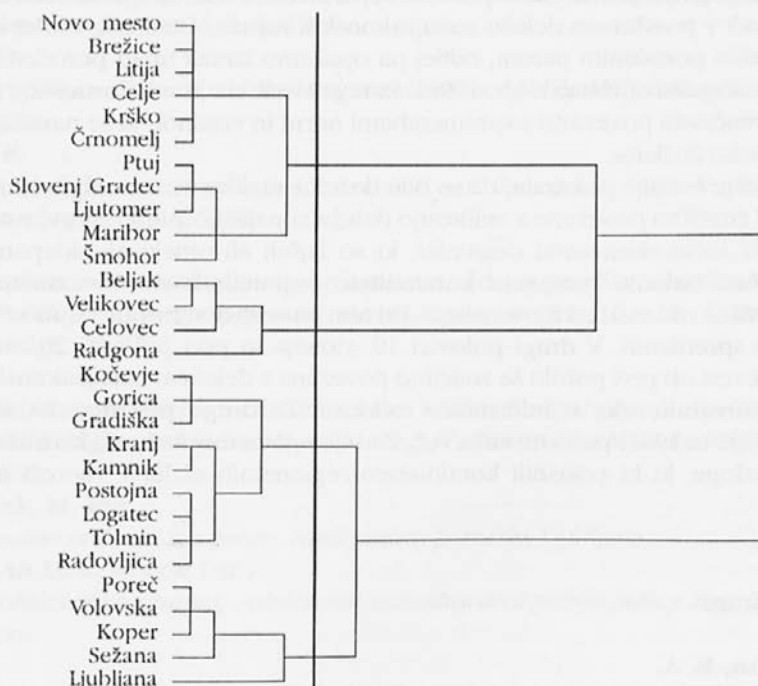 Novo mesto
Brežice
Litija
Celje
Krško
Črnomelj
Ptuj
Slovenj Gradec
Ljutomer
Maribor
Šmohor
Beljak
Velikovec
Celovec
Radgona
Kočevje
Gorica
Gradiška
Kranj
Kamnik
Postojna
Logatec
Tolmin
Radovljica
Poreč
Volovska
Koper
Sežana
Ljubljana